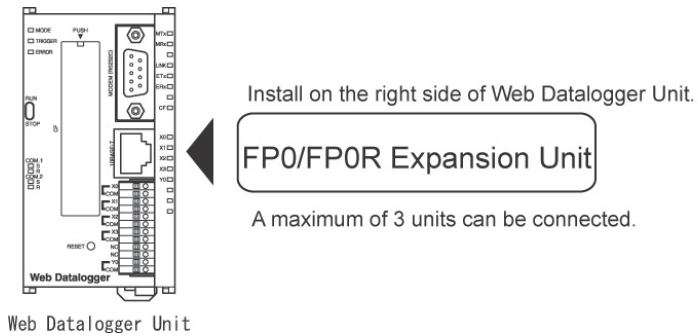 MODE
TRIGGER
ERROR
PUSH
MODEM (RS232C)
MTx
MRx
LNK
ETx
ERx
CF
RUN
STOP
CF
X0
X1
X2
X3
Y0
COM.1
S
R
COM.2
S
R
X0
COM
X1
COM
X2
COM
X3
COM
NC
NC
Y0
COM
RESET
Web Datalogger
Install on the right side of Web Datalogger Unit.
FP0/FP0R Expansion Unit
A maximum of 3 units can be connected.
Web Datalogger Unit